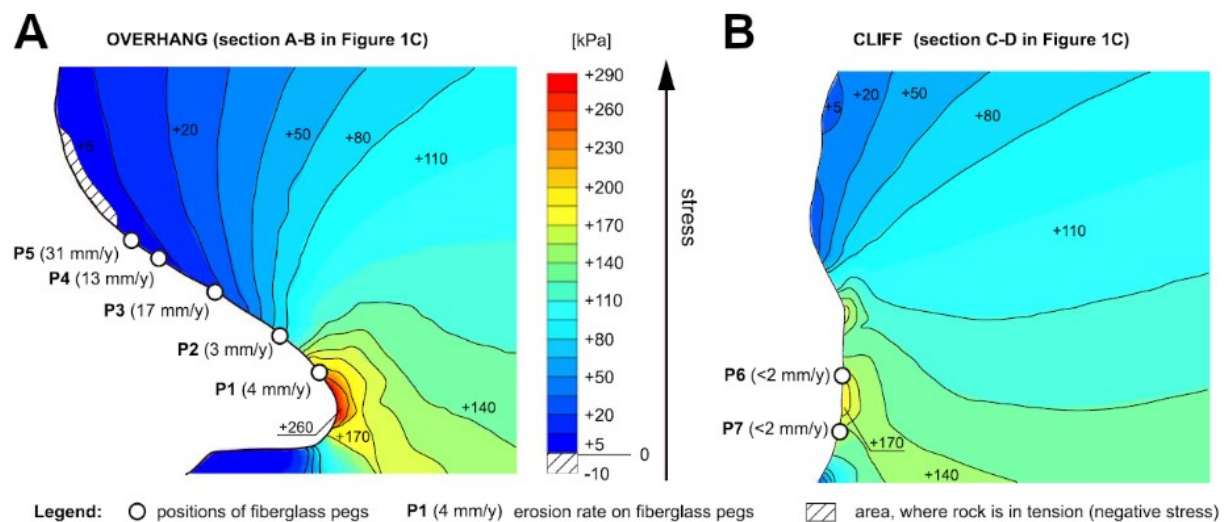 A
OVERHANG (section A-B in Figure 1C)
+5
+20
+50
+80
+110
P5 (31 mm/y)
P4 (13 mm/y)
P3 (17 mm/y)
P2 (3 mm/y)
P1 (4 mm/y)
+260
+170
+140
[kPa]
+290
+260
+230
+200
+170
+140
+110
+80
+50
+20
+5
0
-10
stress
B
CLIFF (section C-D in Figure 1C)
+5
+20
+50
+80
+110
P6 (<2 mm/y)
P7 (<2 mm/y)
+170
+140
Legend: positions of fiberglass pegs P1 (4 mm/y) erosion rate on fiberglass pegs area, where rock is in tension (negative stress)